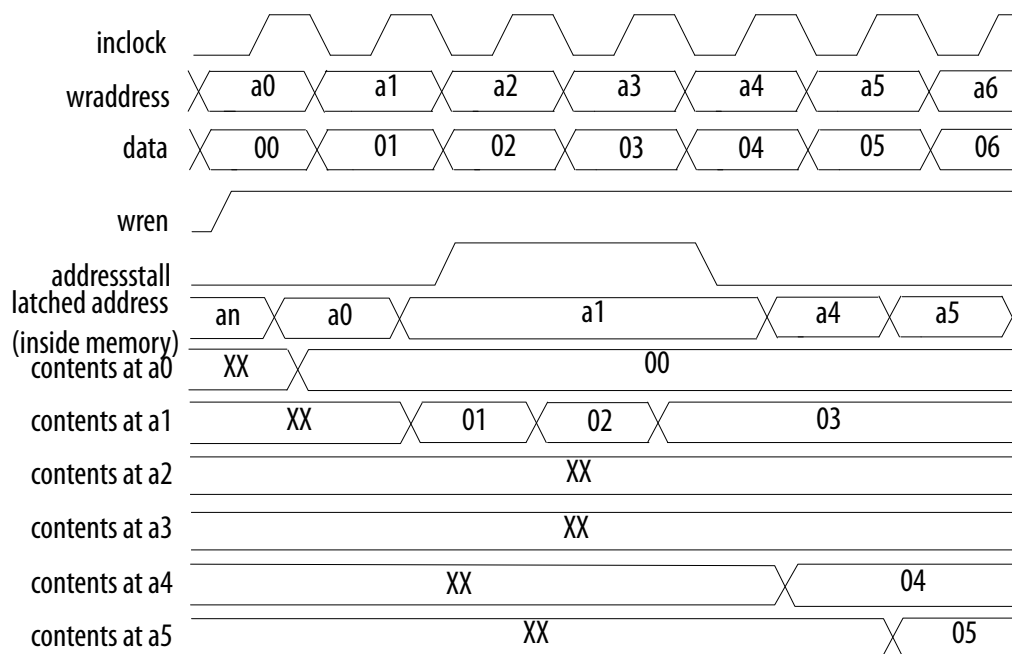 inclock
wraddress a0 a1 a2 a3 a4 a5 a6
data 00 01 02 03 04 05 06
wren
addressstall
latched address
(inside memory) an a0 a1 a4 a5
contents at a0 XX 00
contents at a1 XX 01 02 03
contents at a2 XX
contents at a3 XX
contents at a4 XX 04
contents at a5 XX 05